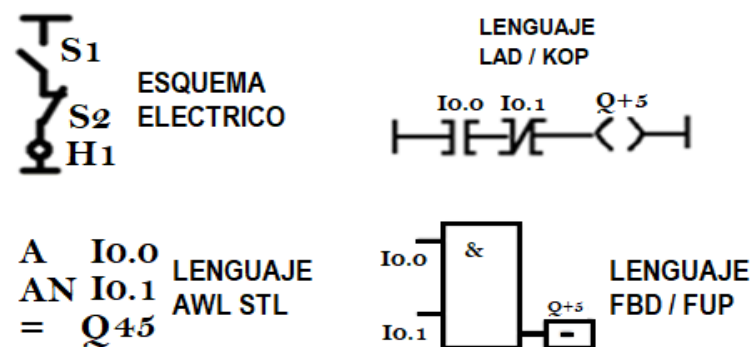 S1
S2
H1
ESQUEMA
ELECTRICO
LENGUAJE
LAD / KOP
I0.0 I0.1 Q+5
A I0.0
AN I0.1
= Q45
LENGUAJE
AWL STL
I0.0
&
I0.1
Q+5
-
LENGUAJE
FBD / FUP